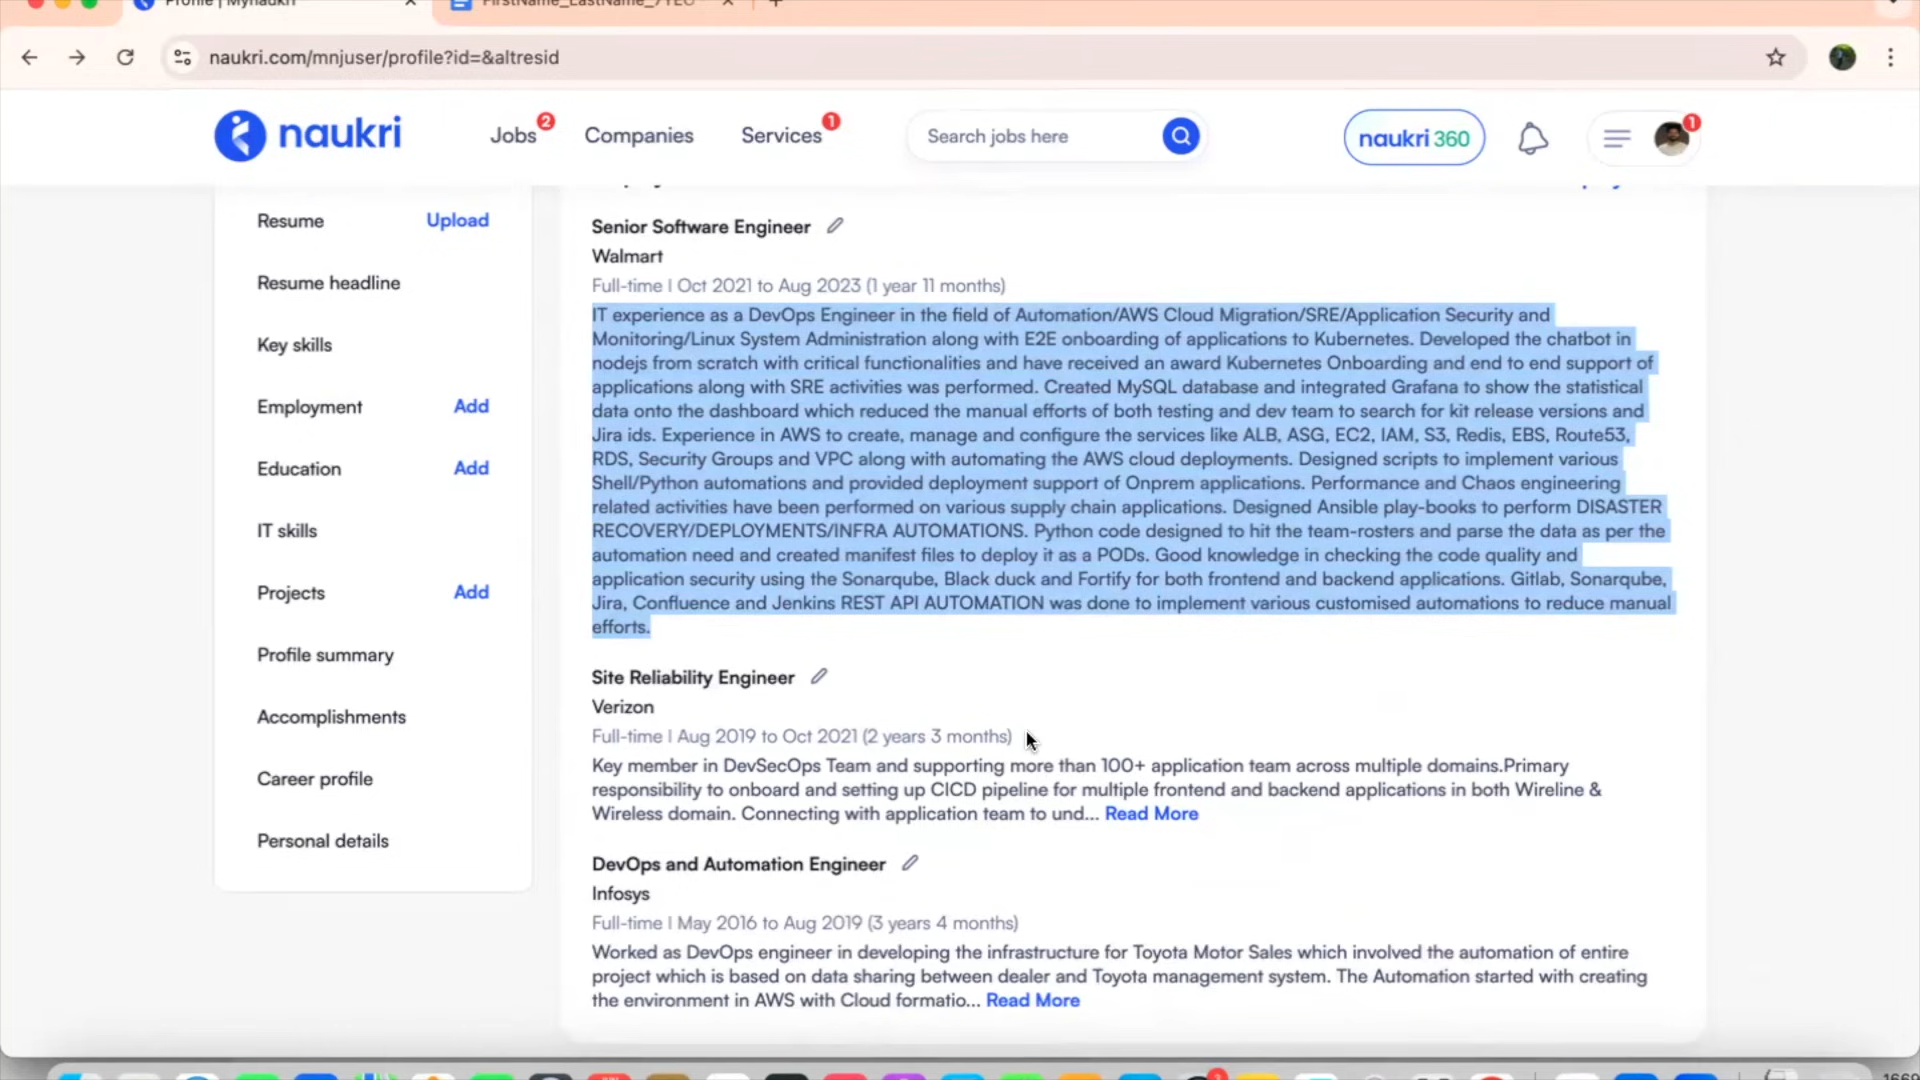 Profile | Mynaukri
FirstName_LastName_7YEO
naukri.com/mnjuser/profile?id=&altresid
naukri
Jobs 2
Companies
Services 1
Search jobs here
naukri 360
1
Resume Upload
Resume headline
Key skills
Employment Add
Education Add
IT skills
Projects Add
Profile summary
Accomplishments
Career profile
Personal details
Senior Software Engineer
Walmart
Full-time | Oct 2021 to Aug 2023 (1 year 11 months)
IT experience as a DevOps Engineer in the field of Automation/AWS Cloud Migration/SRE/Application Security and
Monitoring/Linux System Administration along with E2E onboarding of applications to Kubernetes. Developed the chatbot in
nodejs from scratch with critical functionalities and have received an award Kubernetes Onboarding and end to end support of
applications along with SRE activities was performed. Created MySQL database and integrated Grafana to show the statistical
data onto the dashboard which reduced the manual efforts of both testing and dev team to search for kit release versions and
Jira ids. Experience in AWS to create, manage and configure the services like ALB, ASG, EC2, IAM, S3, Redis, EBS, Route53,
RDS, Security Groups and VPC along with automating the AWS cloud deployments. Designed scripts to implement various
Shell/Python automations and provided deployment support of Onprem applications. Performance and Chaos engineering
related activities have been performed on various supply chain applications. Designed Ansible play-books to perform DISASTER
RECOVERY/DEPLOYMENTS/INFRA AUTOMATIONS. Python code designed to hit the team-rosters and parse the data as per the
automation need and created manifest files to deploy it as a PODs. Good knowledge in checking the code quality and
application security using the Sonarqube, Black duck and Fortify for both frontend and backend applications. Gitlab, Sonarqube,
Jira, Confluence and Jenkins REST API AUTOMATION was done to implement various customised automations to reduce manual
efforts.
Site Reliability Engineer
Verizon
Full-time | Aug 2019 to Oct 2021 (2 years 3 months)
Key member in DevSecOps Team and supporting more than 100+ application team across multiple domains.Primary
responsibility to onboard and setting up CICD pipeline for multiple frontend and backend applications in both Wireline &
Wireless domain. Connecting with application team to und... Read More
DevOps and Automation Engineer
Infosys
Full-time | May 2016 to Aug 2019 (3 years 4 months)
Worked as DevOps engineer in developing the infrastructure for Toyota Motor Sales which involved the automation of entire
project which is based on data sharing between dealer and Toyota management system. The Automation started with creating
the environment in AWS with Cloud formatio... Read More